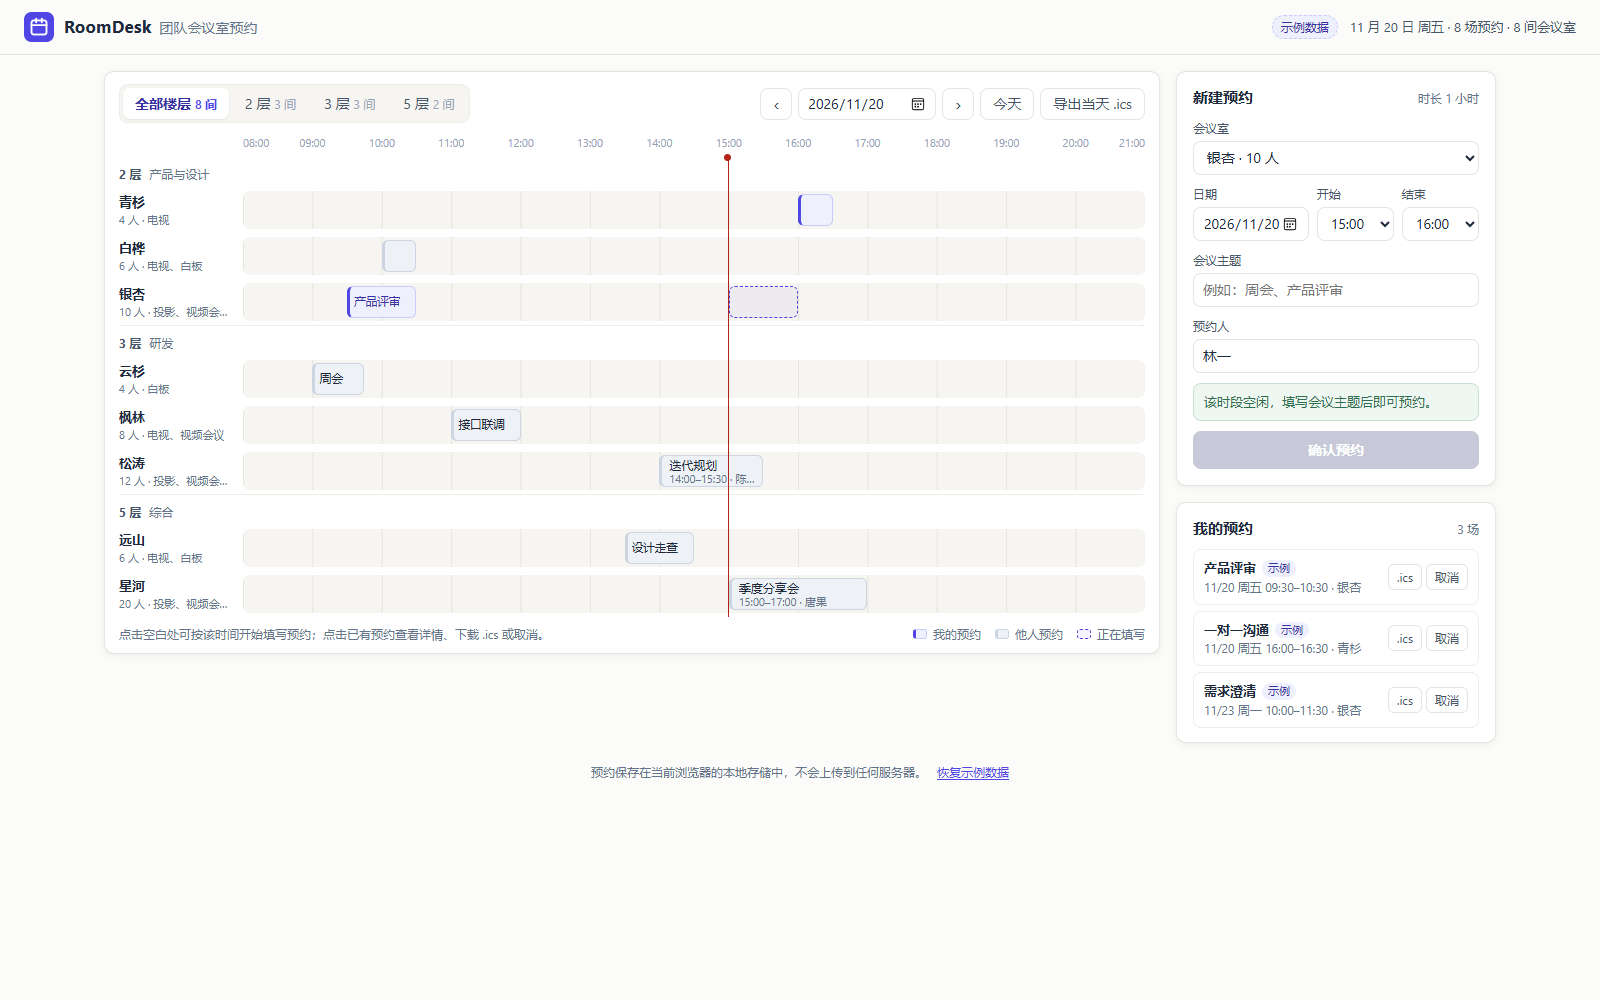 RoomDesk 团队会议室预约
示例数据 11 月 20 日 周五 · 8 场预约 · 8 间会议室
全部楼层 8 间 2 层 3 间 3 层 3 间 5 层 2 间
‹ 2026/11/20 › 今天 导出当天 .ics
08:00 09:00 10:00 11:00 12:00 13:00 14:00 15:00 16:00 17:00 18:00 19:00 20:00 21:00
2 层 产品与设计
青杉
4 人 · 电视
白桦
6 人 · 电视、白板
银杏
10 人 · 投影、视频会...
产品评审
3 层 研发
云杉
4 人 · 白板
周会
枫林
8 人 · 电视、视频会议
接口联调
松涛
12 人 · 投影、视频会...
迭代规划
14:00–15:30 · 陈...
5 层 综合
远山
6 人 · 电视、白板
设计走查
星河
20 人 · 投影、视频会...
季度分享会
15:00–17:00 · 唐果
点击空白处可按该时间开始填写预约；点击已有预约查看详情、下载 .ics 或取消。
我的预约 他人预约 正在填写
新建预约 时长 1 小时
会议室
银杏 · 10 人
日期 开始 结束
2026/11/20 15:00 16:00
会议主题
例如：周会、产品评审
预约人
林一
该时段空闲，填写会议主题后即可预约。
确认预约
我的预约 3 场
产品评审 示例
11/20 周五 09:30–10:30 · 银杏
.ics 取消
一对一沟通 示例
11/20 周五 16:00–16:30 · 青杉
.ics 取消
需求澄清 示例
11/23 周一 10:00–11:30 · 银杏
.ics 取消
预约保存在当前浏览器的本地存储中，不会上传到任何服务器。 恢复示例数据